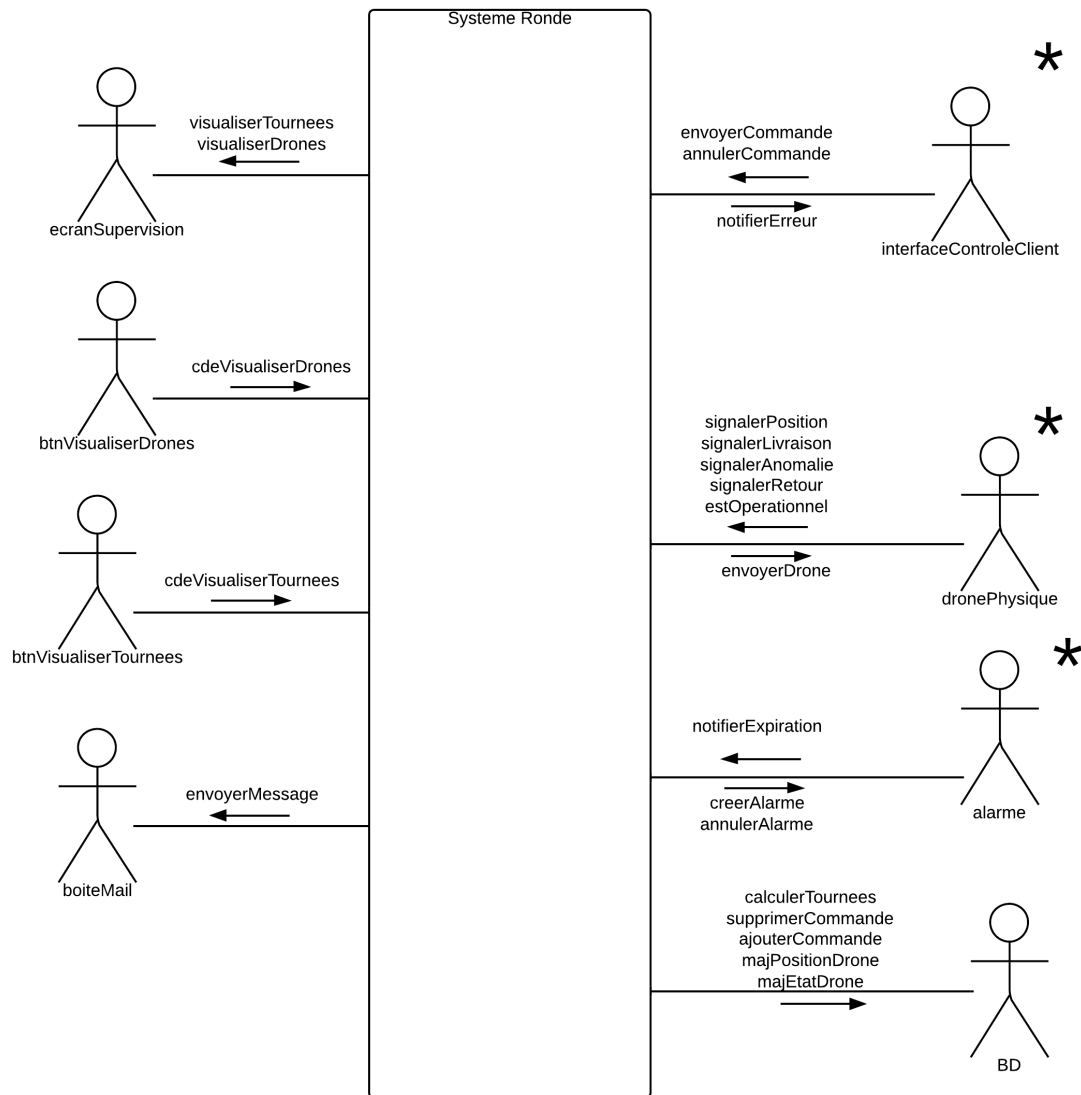 Systeme Ronde
visualiserTournees
visualiserDrones
ecranSupervision
cdeVisualiserDrones
btnVisualiserDrones
cdeVisualiserTournees
btnVisualiserTournees
envoyerMessage
boiteMail
*
envoyerCommande
annulerCommande
notifierErreur
interfaceControleClient
*
signalerPosition
signalerLivraison
signalerAnomalie
signalerRetour
estOperationnel
envoyerDrone
dronePhysique
*
notifierExpiration
creerAlarme
annulerAlarme
alarme
calculerTournees
supprimerCommande
ajouterCommande
majPositionDrone
majEtatDrone
BD